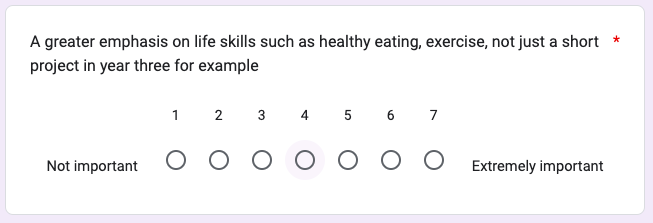 A greater emphasis on life skills such as healthy eating, exercise, not just a short *
project in year three for example
1 2 3 4 5 6 7
Not important Extremely important